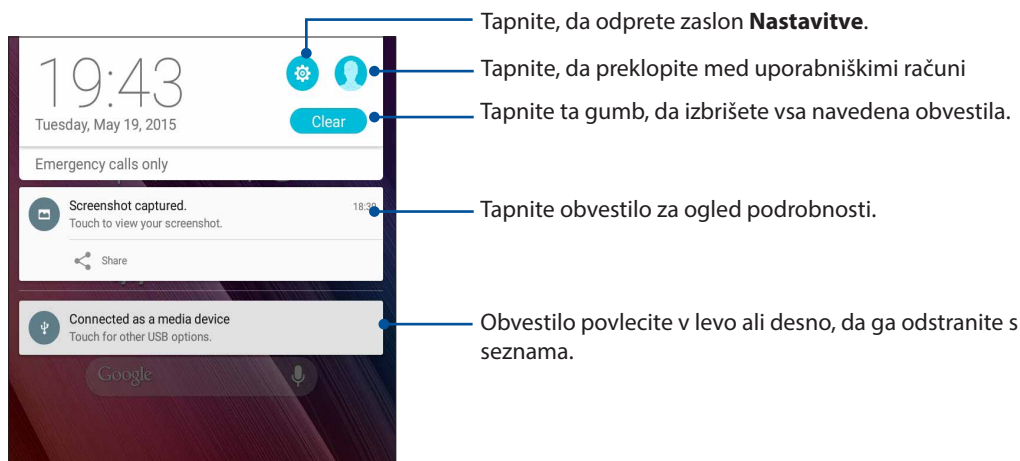 Tapnite, da odprete zaslon Nastavitve.
19:43
Tapnite, da preklopite med uporabniškimi računi
Tuesday, May 19, 2015
Clear
Tapnite ta gumb, da izbrišete vsa navedena obvestila.
Emergency calls only
Screenshot captured.
18:39
Touch to view your screenshot.
Tapnite obvestilo za ogled podrobnosti.
Share
Connected as a media device
Touch for other USB options.
Obvestilo povlecite v levo ali desno, da ga odstranite s
seznama.
Google